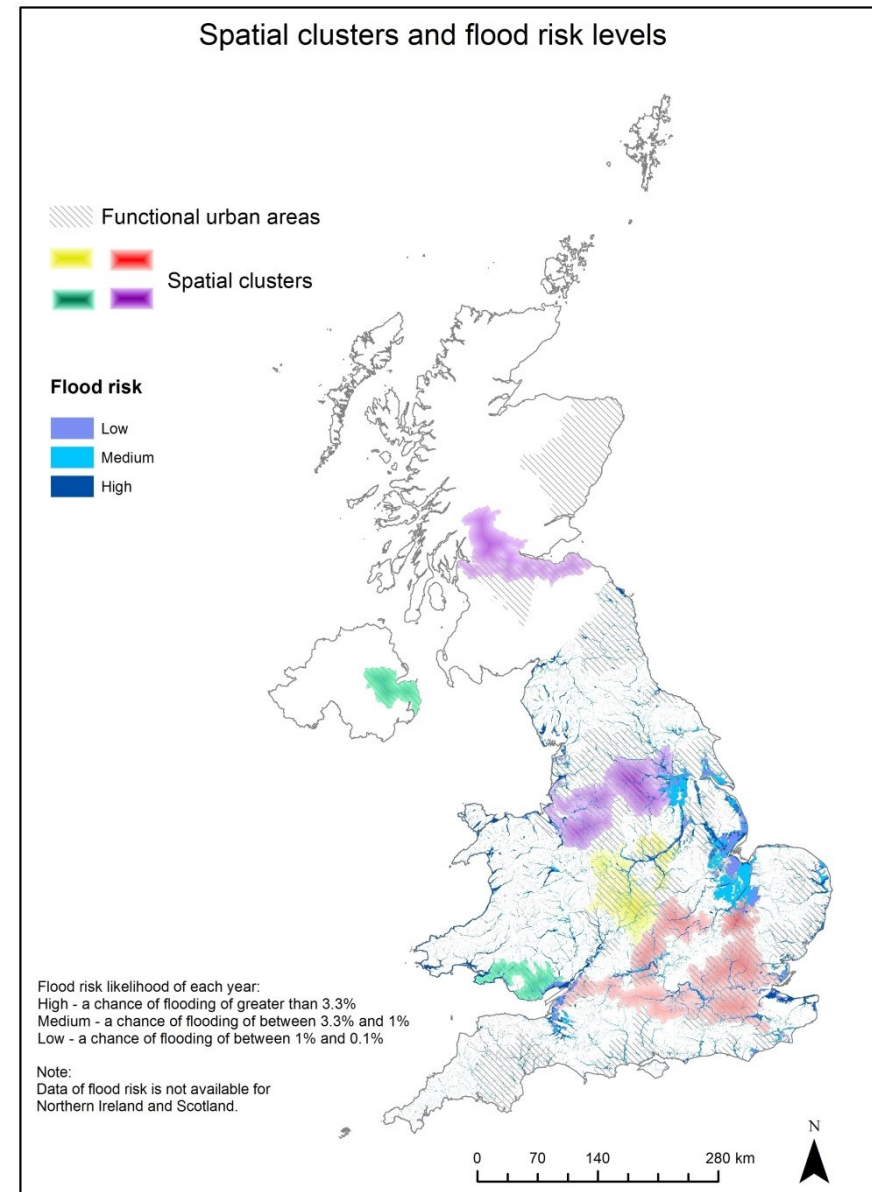 Spatial clusters and flood risk levels
Functional urban areas
Spatial clusters
Flood risk
Low
Medium
High
Flood risk likelihood of each year:
High - a chance of flooding of greater than 3.3%
Medium - a chance of flooding of between 3.3% and 1%
Low - a chance of flooding of between 1% and 0.1%
Note:
Data of flood risk is not available for
Northern Ireland and Scotland.
N
0 70 140 280 km